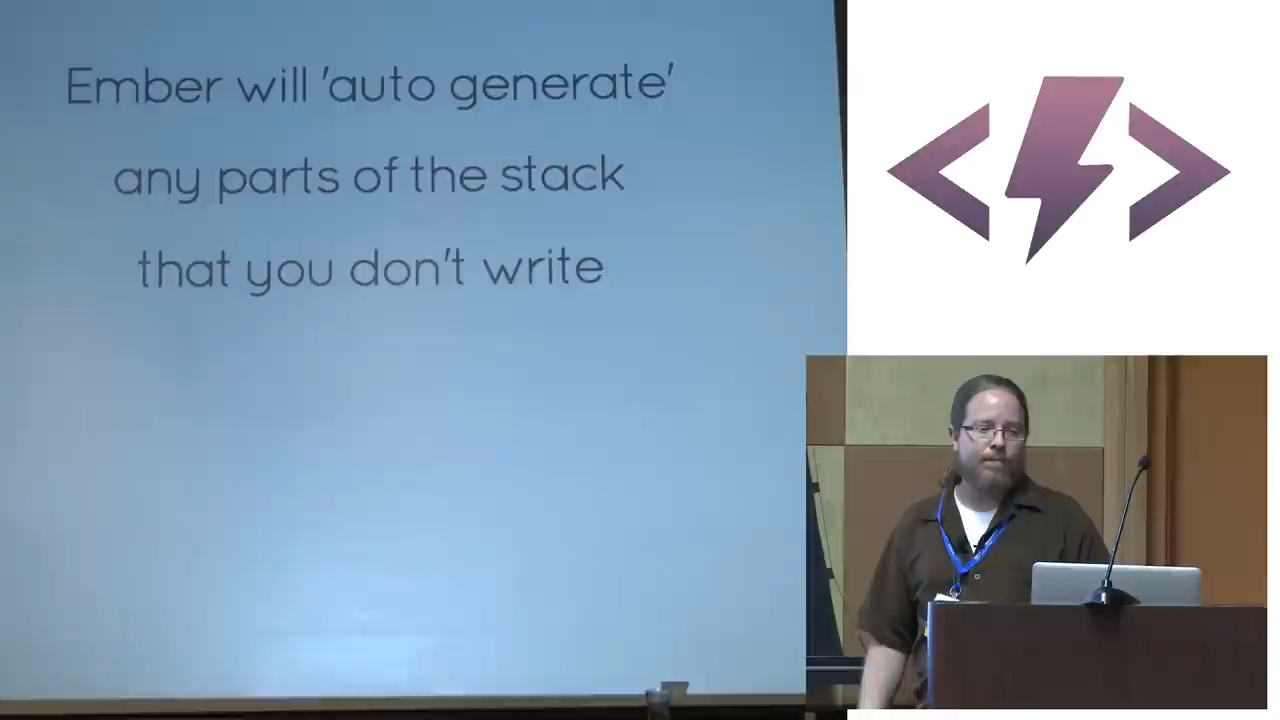 Ember will 'auto generate'
any parts of the stack
that you don't write